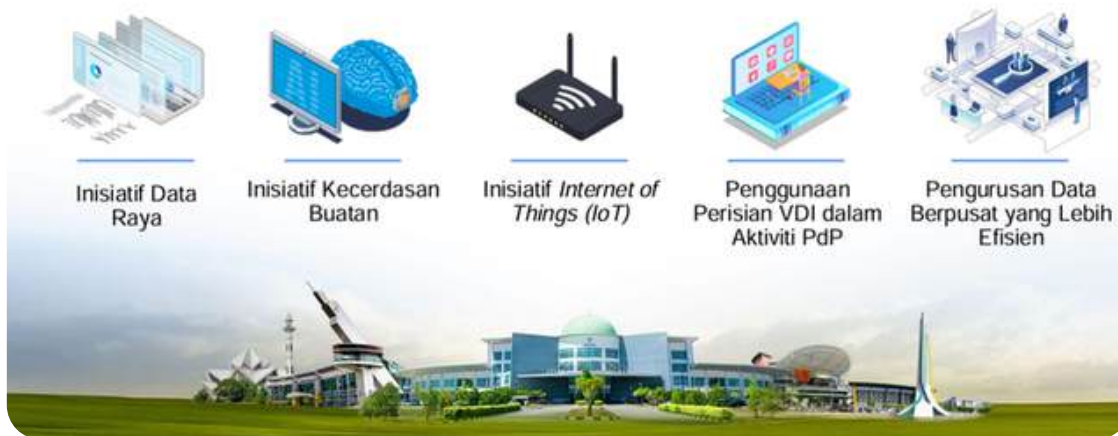 Inisiatif Data
Raya
Inisiatif Kecerdasan
Buatan
Inisiatif Internet of
Things (IoT)
Penggunaan
Perisian VDI dalam
Aktiviti PdP
Pengurusan Data
Berpusat yang Lebih
Efisien